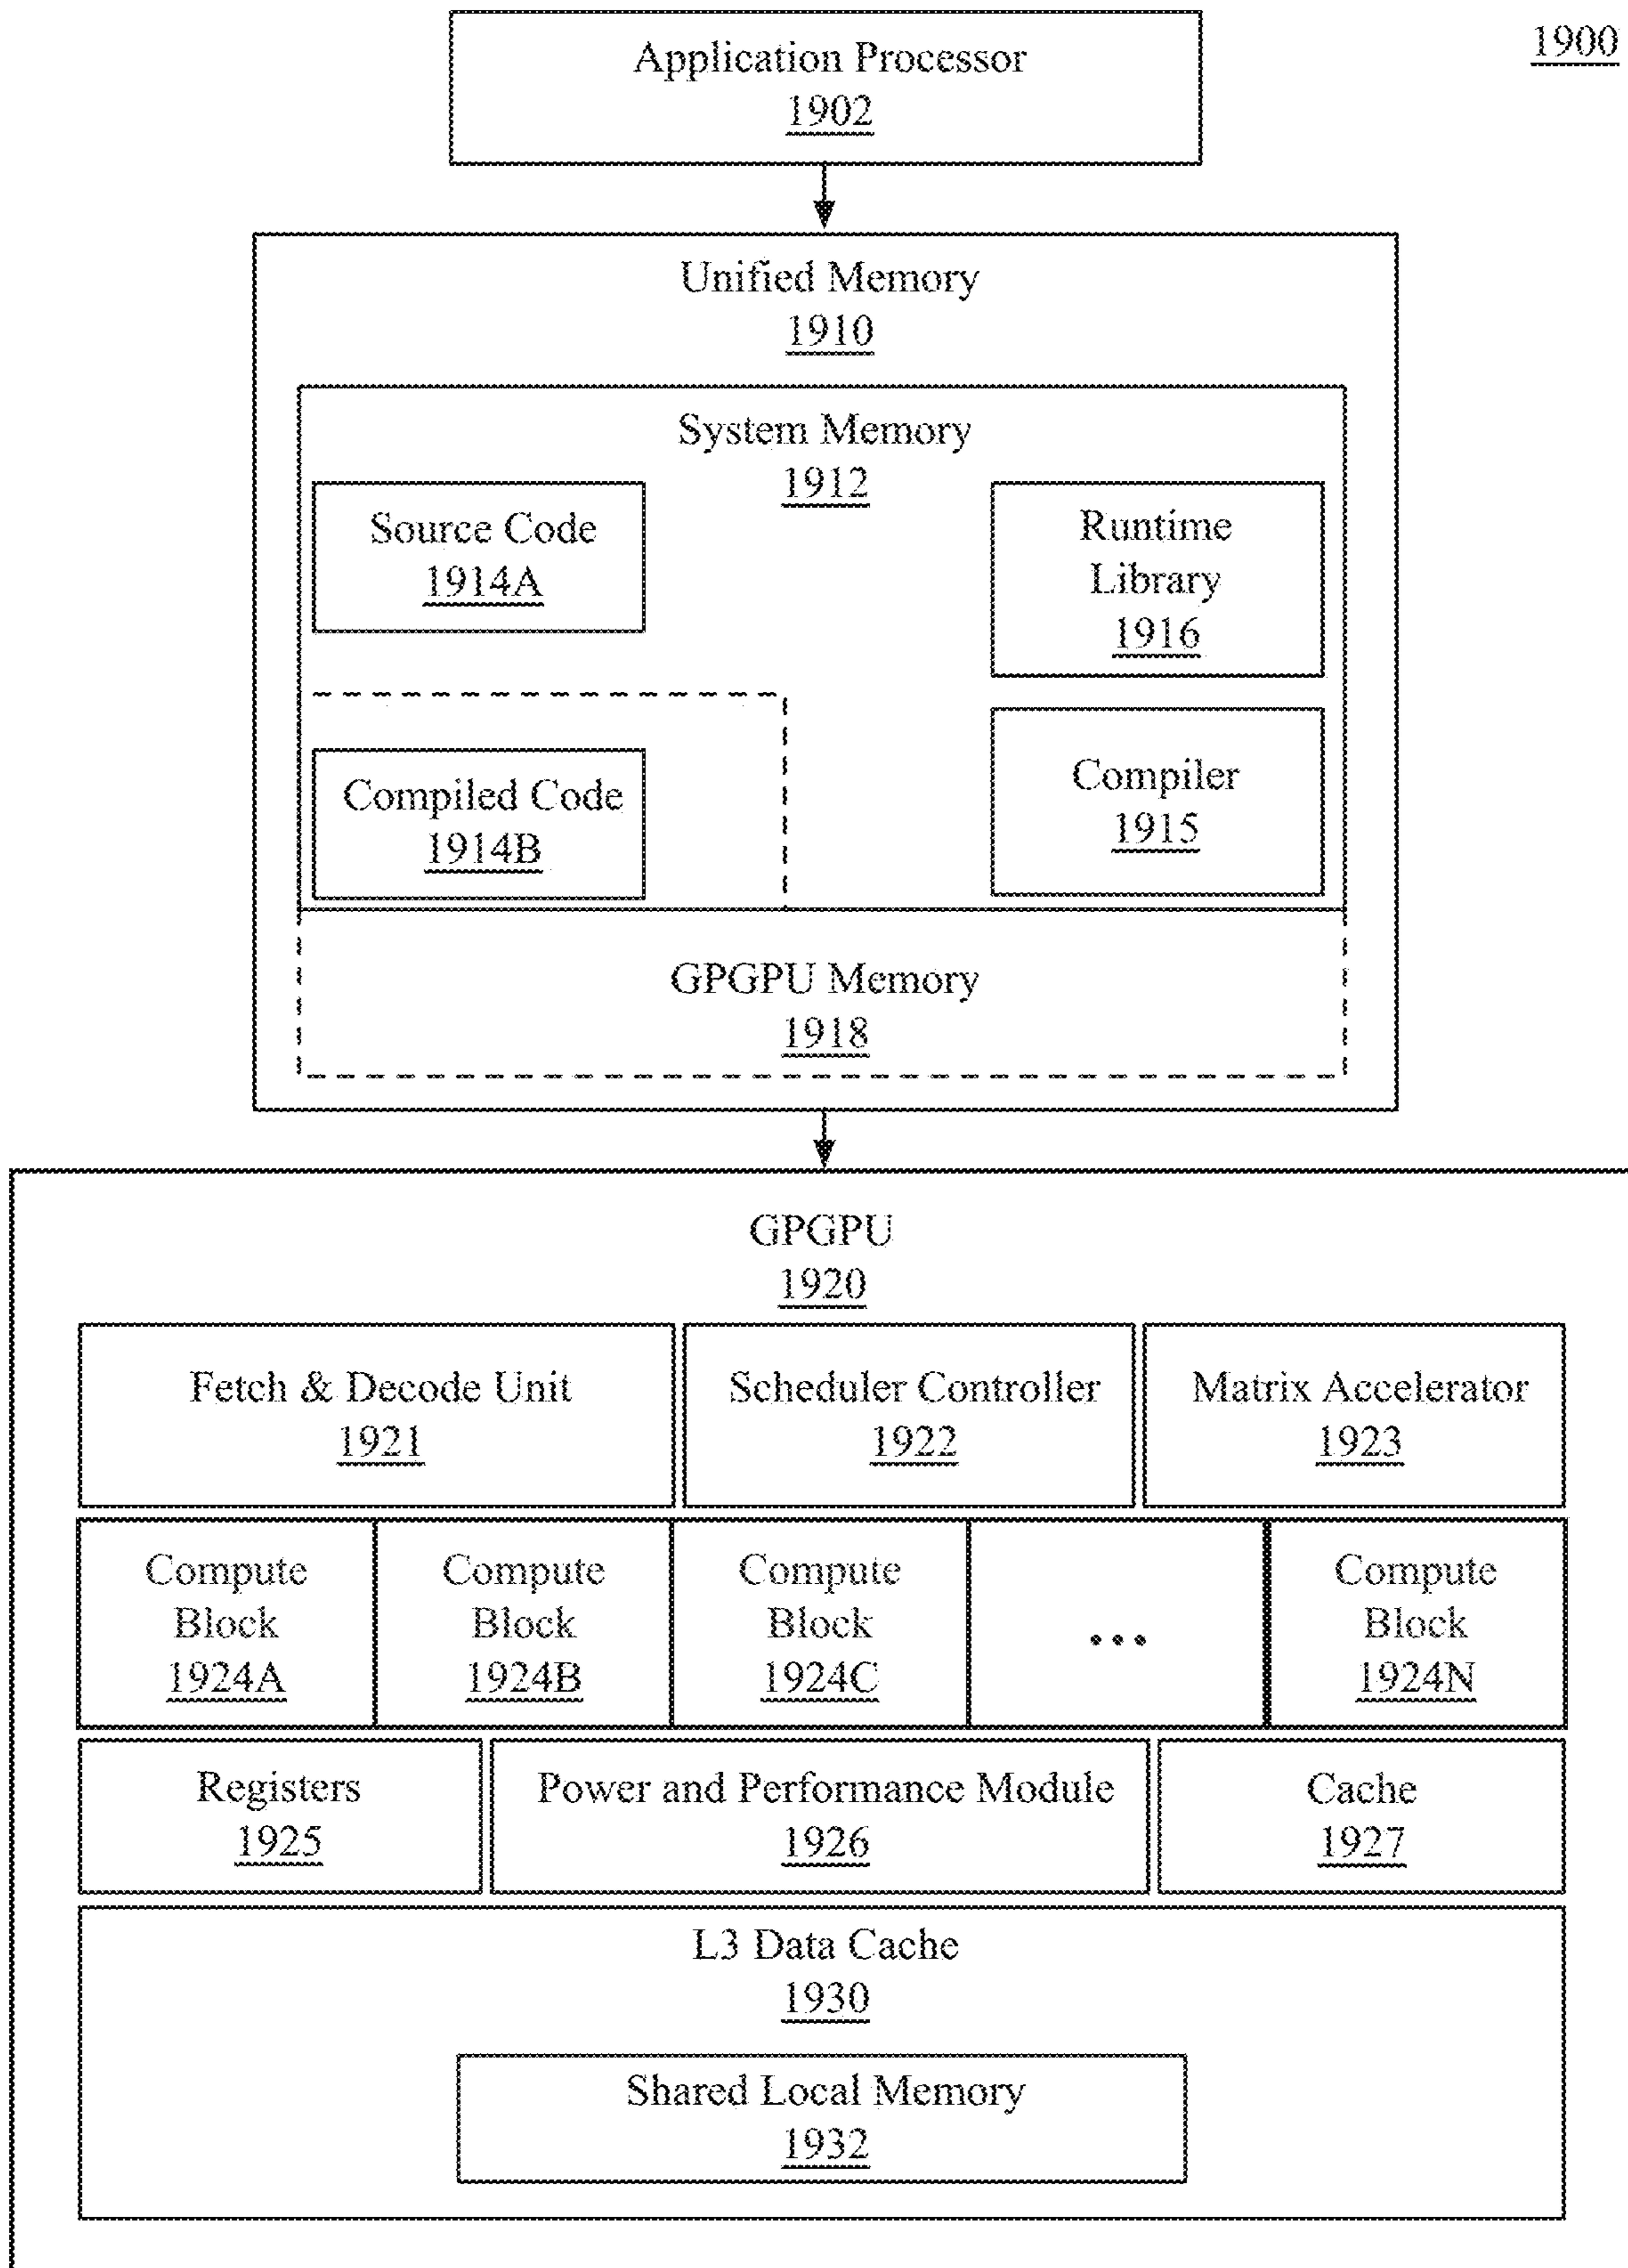 1900
Application Processor
1902
Unified Memory
1910
System Memory
1912
Source Code
1914A
Runtime
Library
1916
Compiled Code
1914B
Compiler
1915
GPGPU Memory
1918
GPGPU
1920
Fetch & Decode Unit
1921
Scheduler Controller
1922
Matrix Accelerator
1923
Compute
Block
1924A
Compute
Block
1924B
Compute
Block
1924C
...
Compute
Block
1924N
Registers
1925
Power and Performance Module
1926
Cache
1927
L3 Data Cache
1930
Shared Local Memory
1932